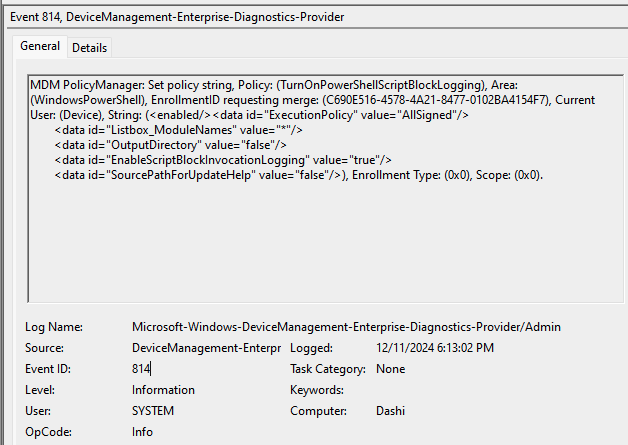 Event 814, DeviceManagement-Enterprise-Diagnostics-Provider
General Details
MDM PolicyManager: Set policy string, Policy: (TurnOnPowerShellScriptBlockLogging), Area:
(WindowsPowerShell), EnrollmentID requesting merge: (C690E516-4578-4A21-8477-0102BA4154F7), Current
User: (Device), String: (<enabled/><data id="ExecutionPolicy" value="AllSigned"/>
<data id="Listbox_ModuleNames" value="*"/>
<data id="OutputDirectory" value="false"/>
<data id="EnableScriptBlockInvocationLogging" value="true"/>
<data id="SourcePathForUpdateHelp" value="false"/>), Enrollment Type: (0x0), Scope: (0x0).
Log Name: Microsoft-Windows-DeviceManagement-Enterprise-Diagnostics-Provider/Admin
Source: DeviceManagement-Enterpr Logged: 12/11/2024 6:13:02 PM
Event ID: 814 Task Category: None
Level: Information Keywords:
User: SYSTEM Computer: Dashi
OpCode: Info